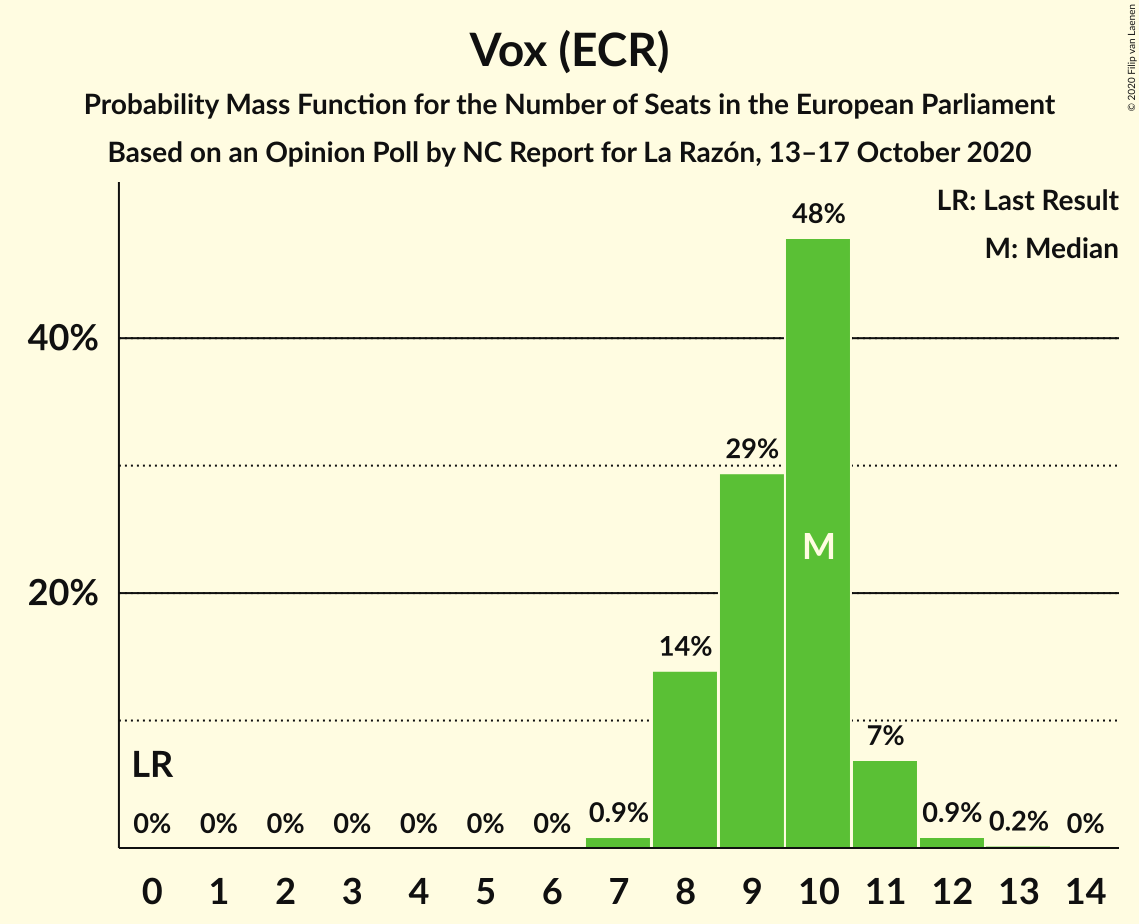 Vox (ECR)
Probability Mass Function for the Number of Seats in the European Parliament
Based on an Opinion Poll by NC Report for La Razón, 13–17 October 2020
© 2020 Filip van Laenen
LR: Last Result
M: Median
48%
40%
29%
M
20%
14%
7%
LR
0% 0% 0% 0% 0% 0% 0% 0.9% 0.9% 0.2% 0%
0 1 2 3 4 5 6 7 8 9 10 11 12 13 14